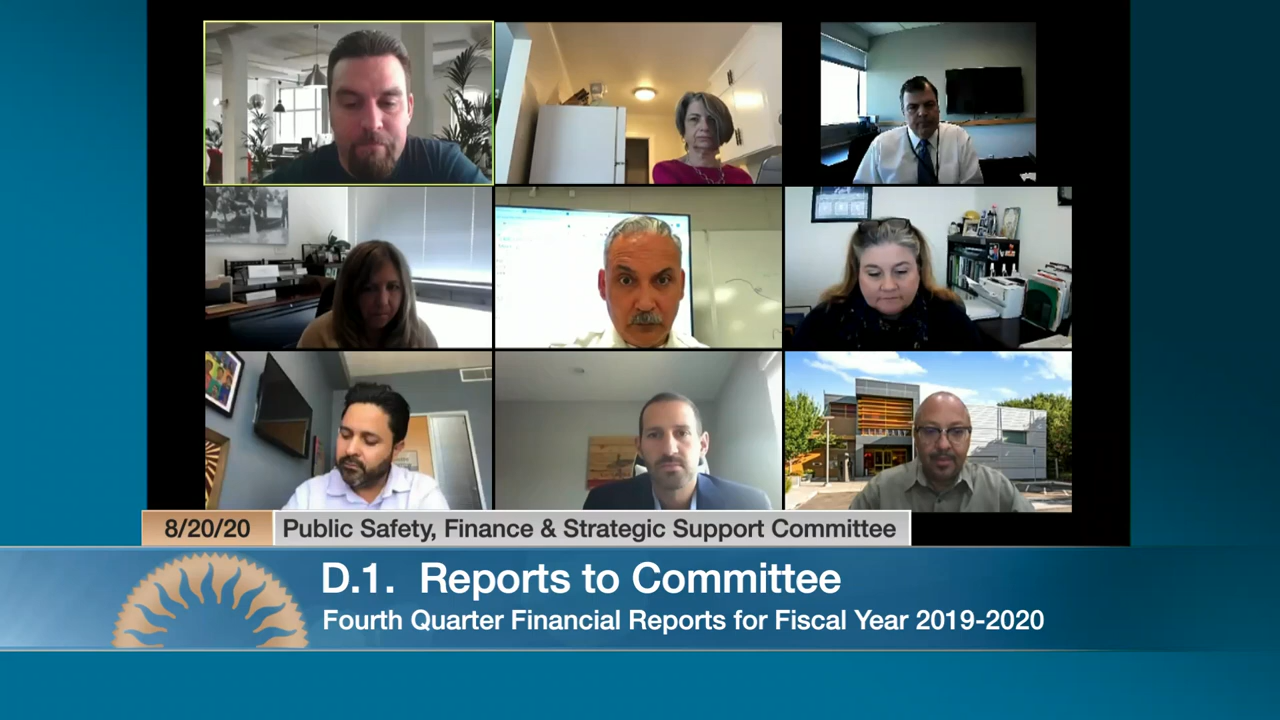 8/20/20 Public Safety, Finance & Strategic Support Committee
D.1. Reports to Committee
Fourth Quarter Financial Reports for Fiscal Year 2019-2020